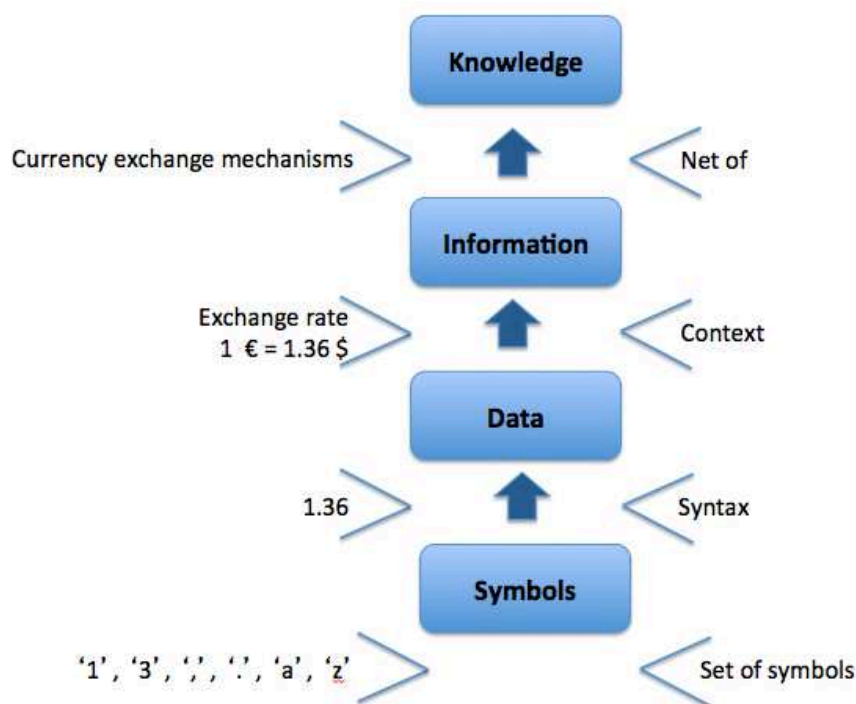 Knowledge
Currency exchange mechanisms
Net of
Information
Exchange rate
1 € = 1.36 $
Context
Data
1.36
Syntax
Symbols
‘1’, ‘3’, ‘,’, ‘.’, ‘a’, ‘z’
Set of symbols